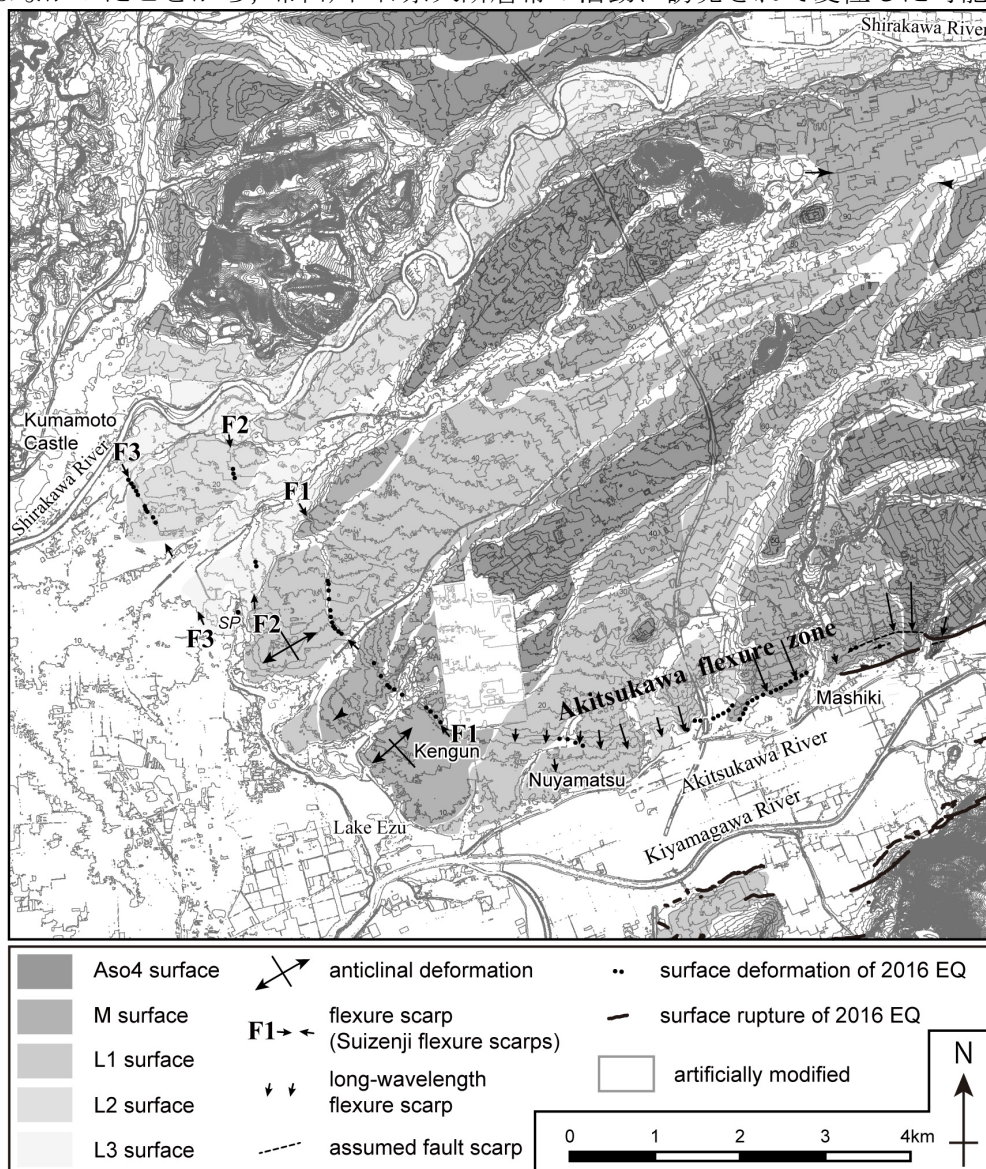 Shirakawa River
Kumamoto
Castle
F3
F2
F1
Shirakawa River
F3
SP
F2
F1
Kengun
Akitsukawa flexure zone
Nuyamatsu
Mashiki
Akitsukawa River
Kiyamagawa River
Lake Ezu
Aso4 surface
M surface
L1 surface
L2 surface
L3 surface
anticlinal deformation
F1
flexure scarp
(Suizenji flexure scarps)
long-wavelength
flexure scarp
assumed fault scarp
surface deformation of 2016 EQ
surface rupture of 2016 EQ
artificially modified
N
0 1 2 3 4km